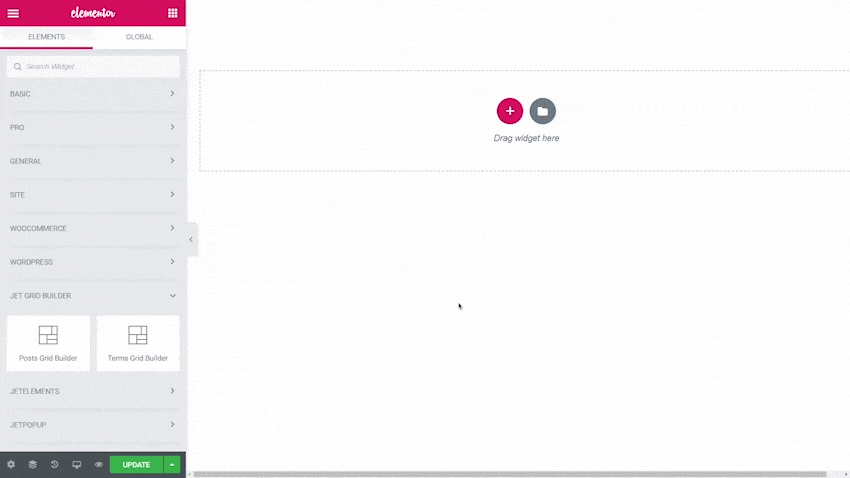 elementor
ELEMENTS GLOBAL
Search Widget...
BASIC
PRO
GENERAL
SITE
WOOCOMMERCE
WORDPRESS
JET GRID BUILDER
Posts Grid Builder Terms Grid Builder
JETELEMENTS
JETPOPUP
UPDATE
Drag widget here